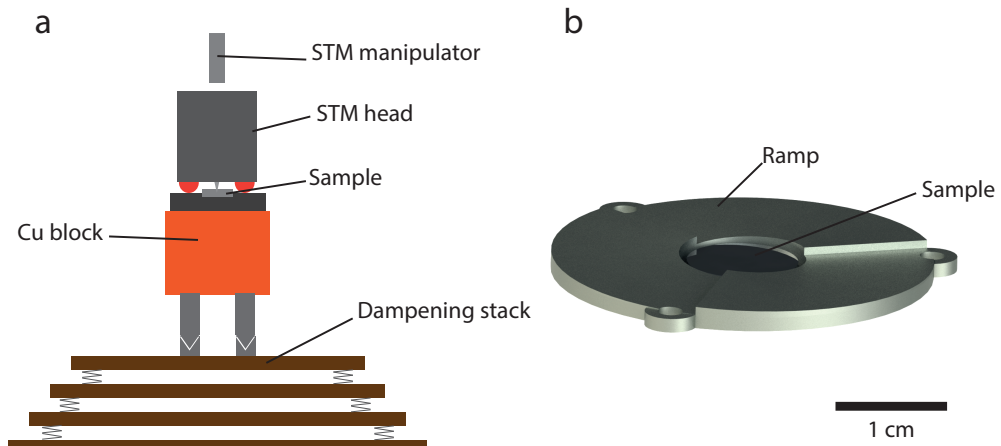 a
STM manipulator
STM head
Sample
Cu block
Dampening stack
b
Ramp
Sample
1 cm